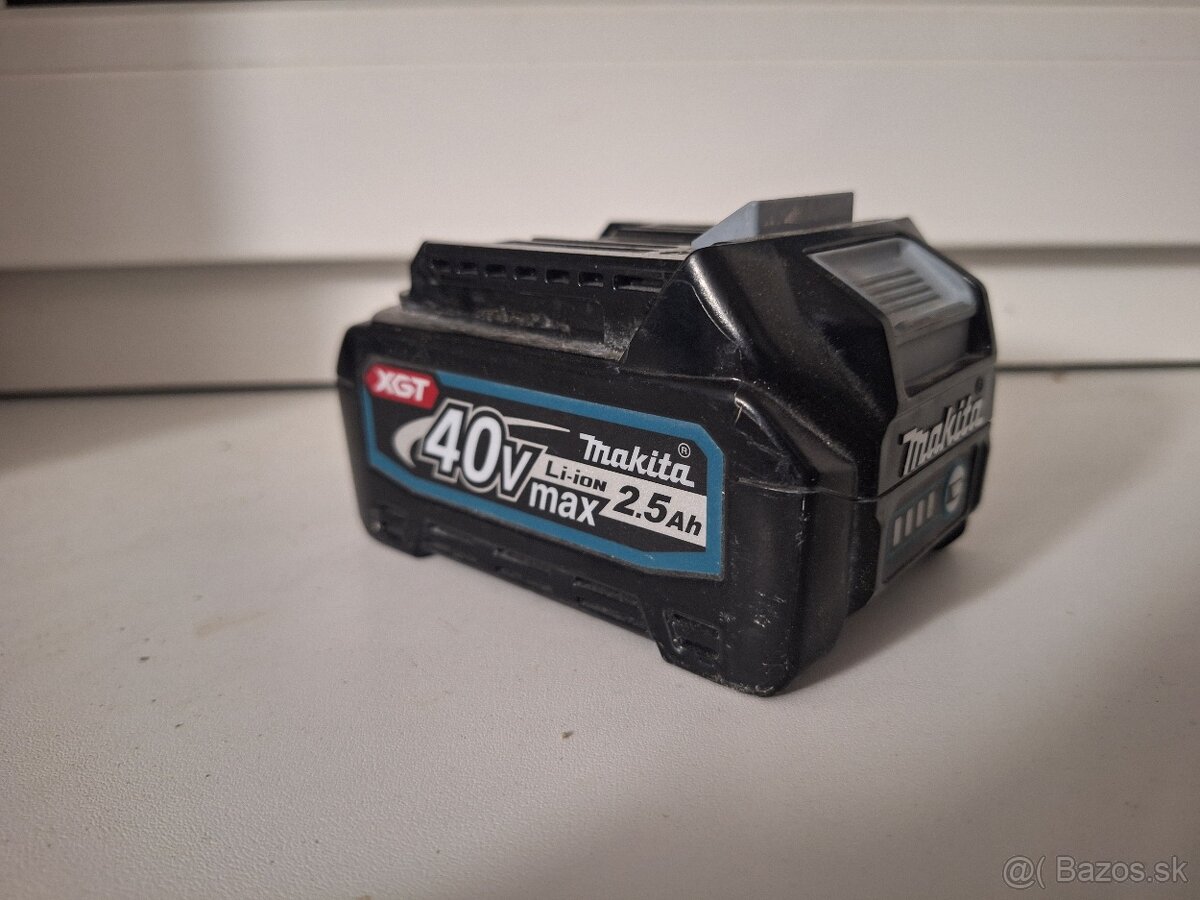 XGT
40V max
Li-ion
makita®
2.5Ah
makita®
@( Bazos.sk